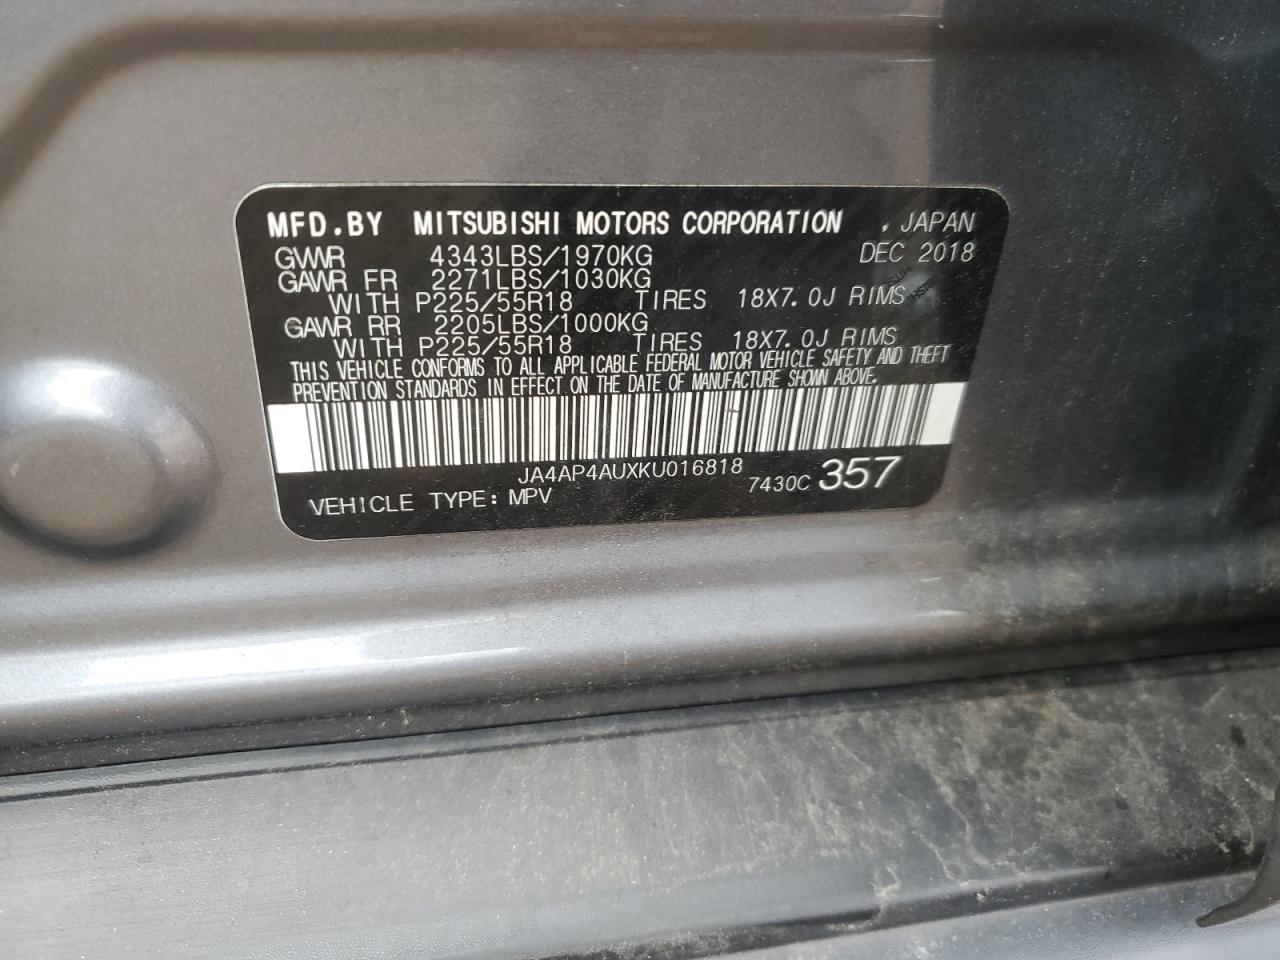 MFD.BY MITSUBISHI MOTORS CORPORATION , JAPAN
GVWR 4343LBS/1970KG DEC 2018
GAWR FR 2271LBS/1030KG
WITH P225/55R18 TIRES 18X7.0J RIMS
GAWR RR 2205LBS/1000KG
WITH P225/55R18 TIRES 18X7.0J RIMS
THIS VEHICLE CONFORMS TO ALL APPLICABLE FEDERAL MOTOR VEHICLE SAFETY AND THEFT
PREVENTION STANDARDS IN EFFECT ON THE DATE OF MANUFACTURE SHOWN ABOVE.
JA4AP4AUXKU016818
VEHICLE TYPE: MPV 7430C 357